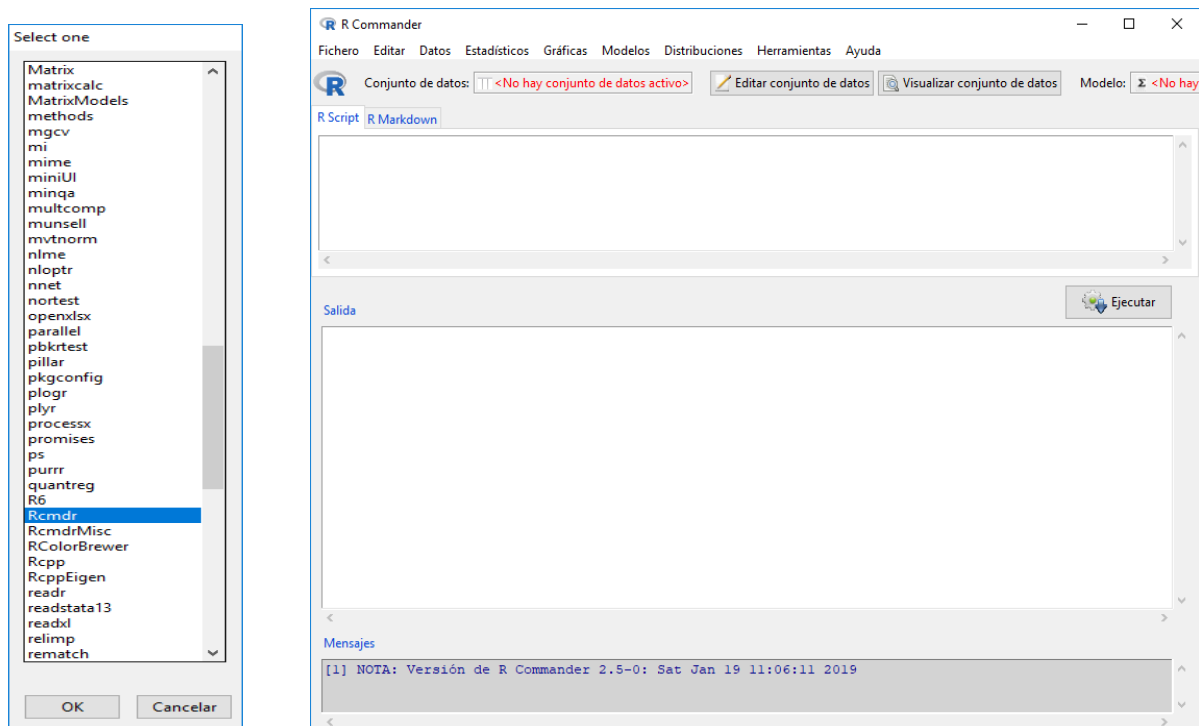 Select one
Matrix
matrixcalc
MatrixModels
methods
mgcv
mi
mime
miniUI
minqa
multcomp
munsell
mvtnorm
nlme
nloptr
nnet
nortest
openxlsx
parallel
pbkrtest
pillar
pkgconfig
plogr
plyr
processx
promises
ps
purrr
quantreg
R6
Rcmdr
RcmdrMisc
RColorBrewer
Rcpp
RcppEigen
readr
readstata13
readxl
relimp
rematch
OK Cancelar
R R Commander
Fichero Editar Datos Estadísticos Gráficas Modelos Distribuciones Herramientas Ayuda
R Conjunto de datos: <No hay conjunto de datos activo> Editar conjunto de datos Visualizar conjunto de datos Modelo: Σ <No hay
R Script R Markdown
Ejecutar
Salida
Mensajes
[1] NOTA: Versión de R Commander 2.5-0: Sat Jan 19 11:06:11 2019